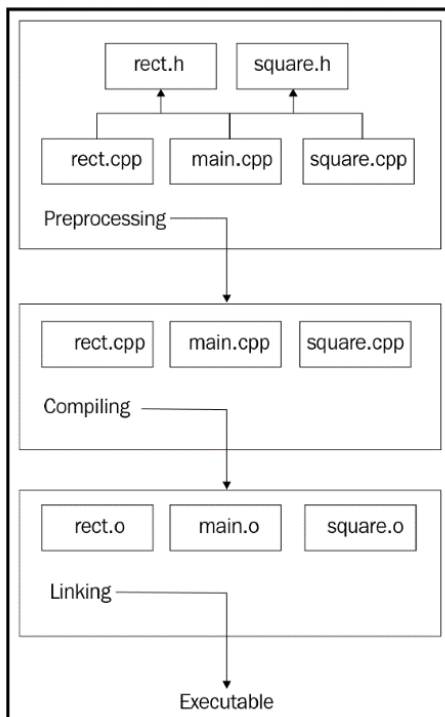 rect.h square.h
rect.cpp main.cpp square.cpp
Preprocessing
rect.cpp main.cpp square.cpp
Compiling
rect.o main.o square.o
Linking
Executable